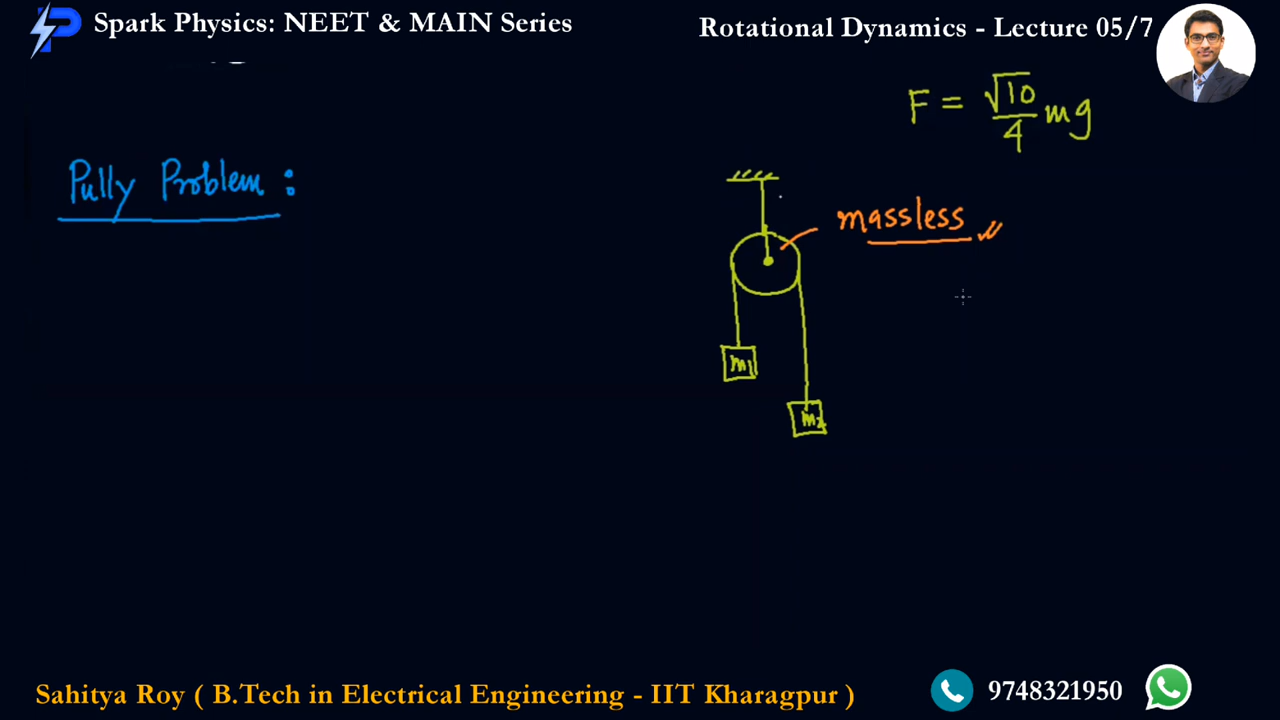 Spark Physics: NEET & MAIN Series
Rotational Dynamics - Lecture 05/7
F = √10/4 mg
Pully Problem :
massless
m1
m2
Sahitya Roy ( B.Tech in Electrical Engineering - IIT Kharagpur )
9748321950